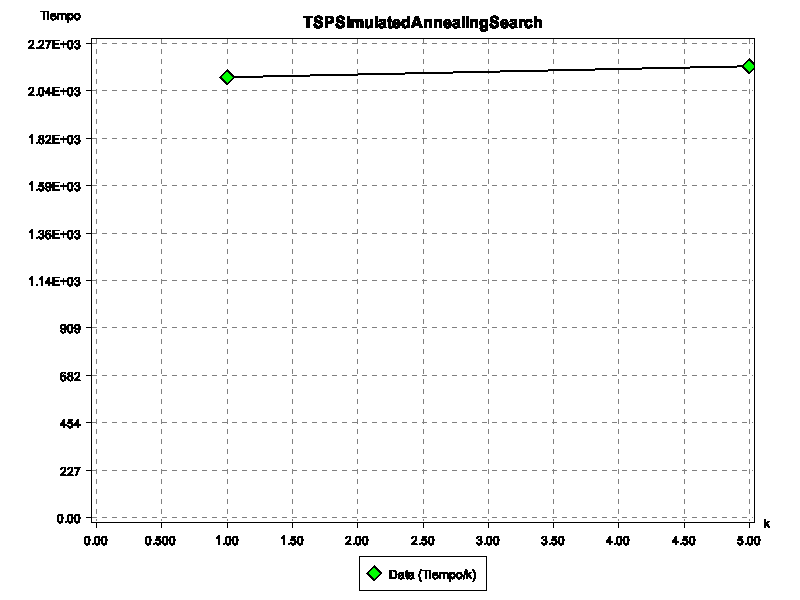 Tiempo
TSPSimulatedAnnealingSearch
2.27E+03
2.04E+03
1.82E+03
1.59E+03
1.36E+03
1.14E+03
909
682
454
227
0.00
k
0.00 0.500 1.00 1.50 2.00 2.50 3.00 3.50 4.00 4.50 5.00
Data (Tiempo/k)